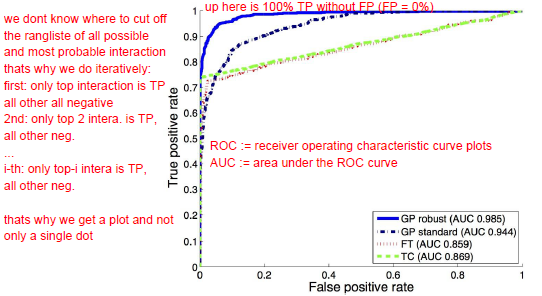 up here is 100% TP without FP (FP = 0%)
we dont know where to cut off
the rangliste of all possible
and most probable interaction
thats why we do iteratively:
first: only top interaction is TP
all other all negative
2nd: only top 2 intera. is TP,
all other neg.
...
i-th: only top-i intera is TP,
all other neg.
thats why we get a plot and not
only a single dot
ROC := receiver operating characteristic curve plots
AUC := area under the ROC curve
True positive rate
1
0.9
0.8
0.7
0.6
0.5
0.4
0.3
0.2
0.1
0
GP robust (AUC 0.985)
GP standard (AUC 0.944)
FT (AUC 0.859)
TC (AUC 0.869)
0
0.2
0.4
0.6
0.8
1
False positive rate